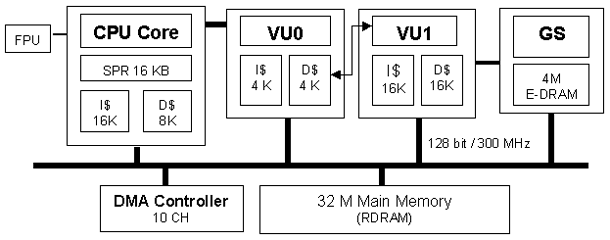 FPU
CPU Core
SPR 16 KB
I$
16K
D$
8K
VU0
I$
4 K
D$
4 K
VU1
I$
16K
D$
16K
GS
4M
E-DRAM
128 bit / 300 MHz
DMA Controller
10 CH
32 M Main Memory
(RDRAM)